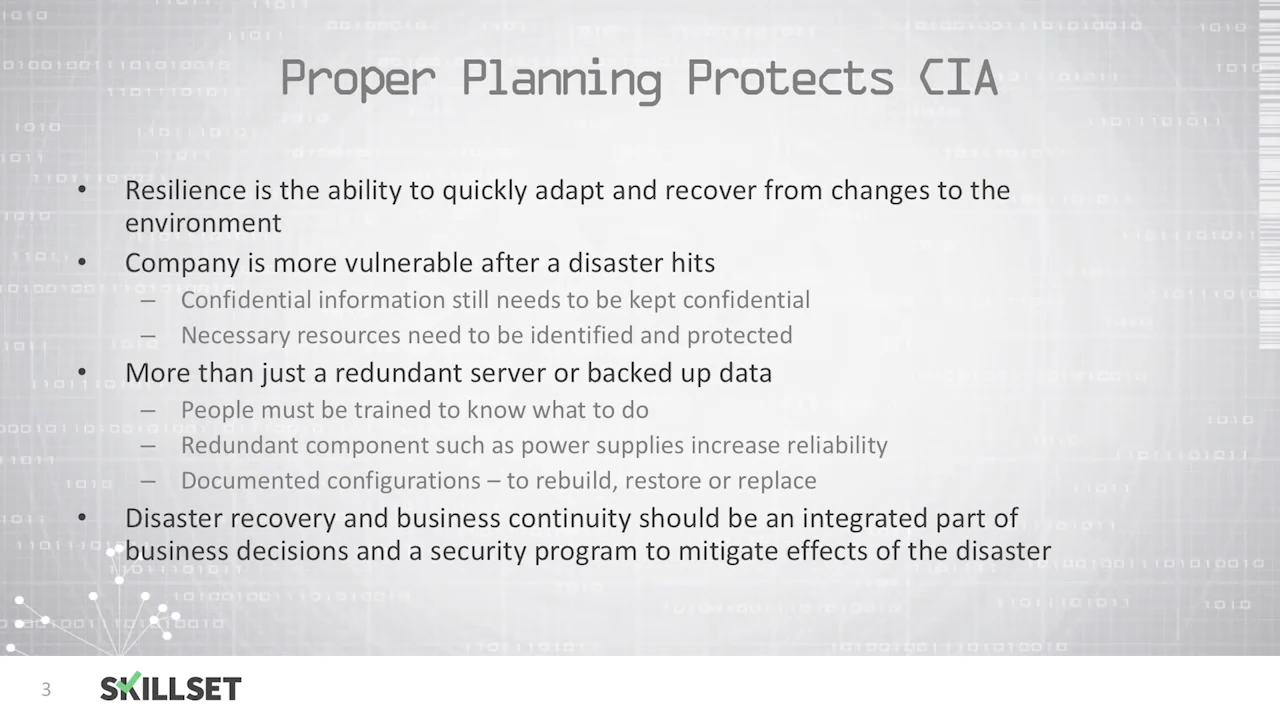 Proper Planning Protects CIA
• Resilience is the ability to quickly adapt and recover from changes to the
environment
• Company is more vulnerable after a disaster hits
– Confidential information still needs to be kept confidential
– Necessary resources need to be identified and protected
• More than just a redundant server or backed up data
– People must be trained to know what to do
– Redundant component such as power supplies increase reliability
– Documented configurations – to rebuild, restore or replace
• Disaster recovery and business continuity should be an integrated part of
business decisions and a security program to mitigate effects of the disaster
3
SKILLSET